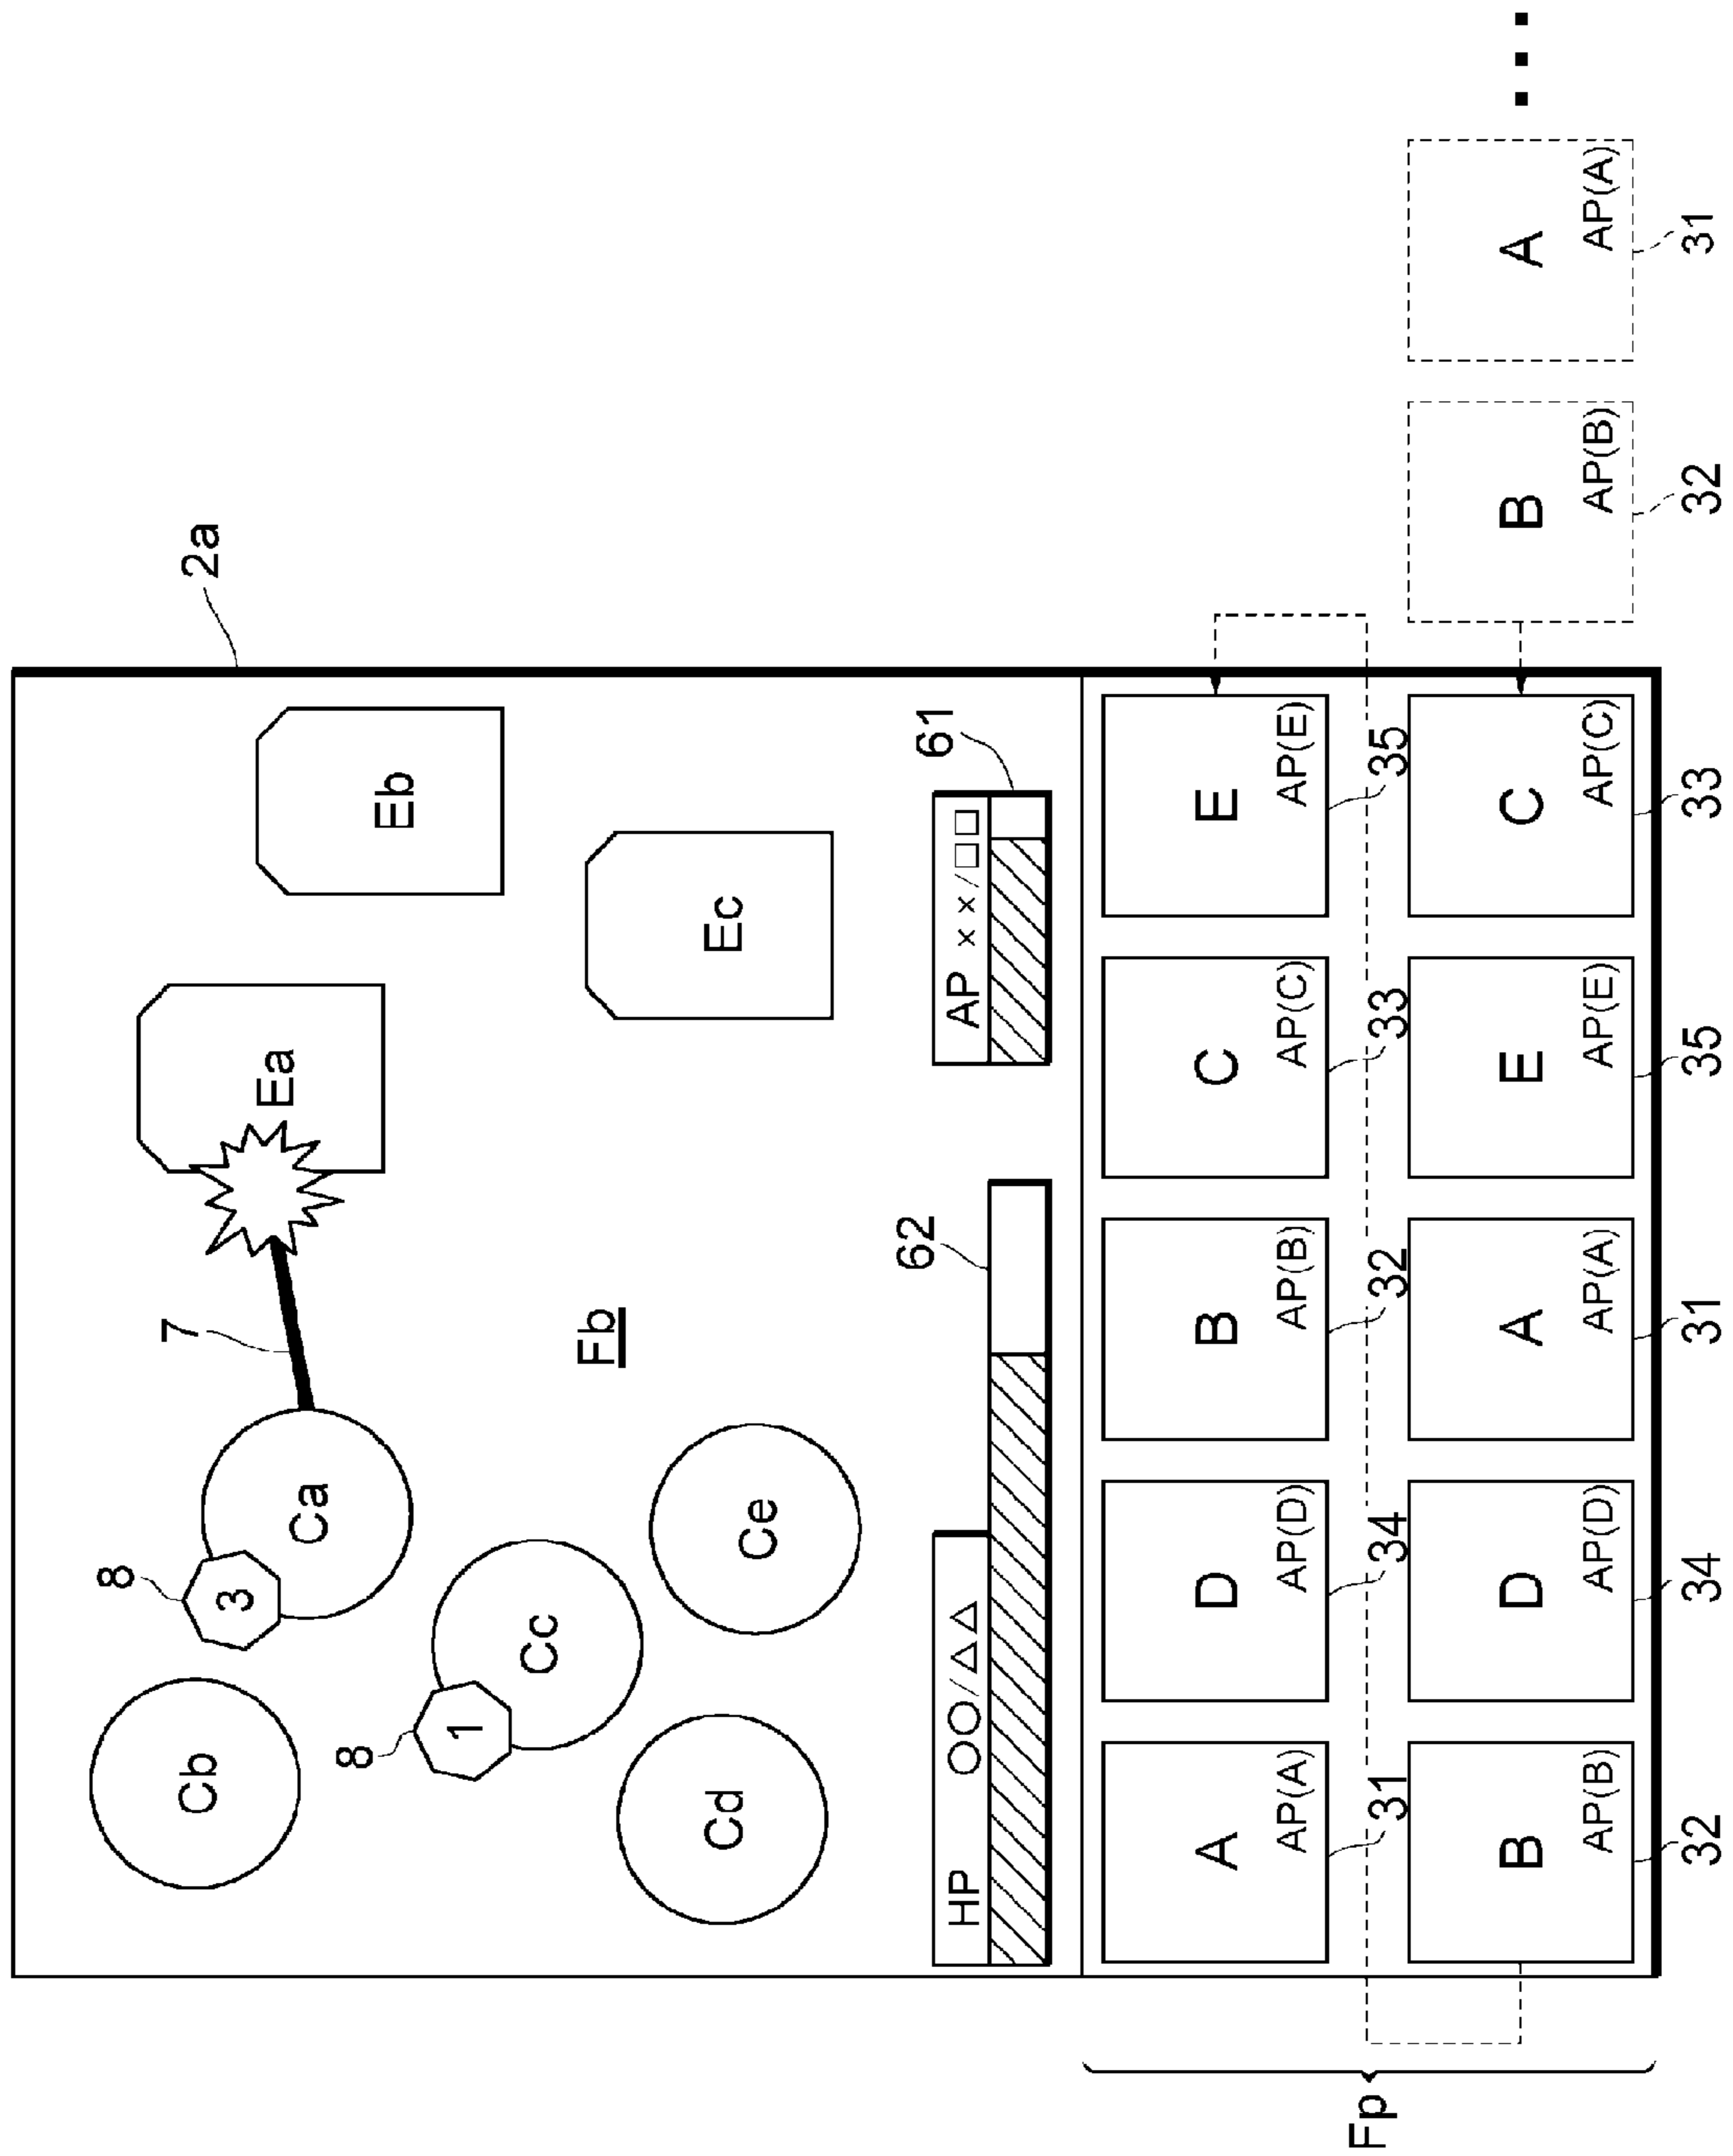 2a
Cb
8
3
Ca
7
Ea
Eb
8
1
Cc
Fb
Ec
Cd
Ce
HP ○○/△△
62
AP ××/□□
61
Fp
A
AP(A)
31
D
AP(D)
34
B
AP(B)
32
C
AP(C)
33
E
AP(E)
35
B
AP(B)
32
D
AP(D)
34
A
AP(A)
31
E
AP(E)
35
C
AP(C)
33
B
AP(B)
32
A
AP(A)
31
...